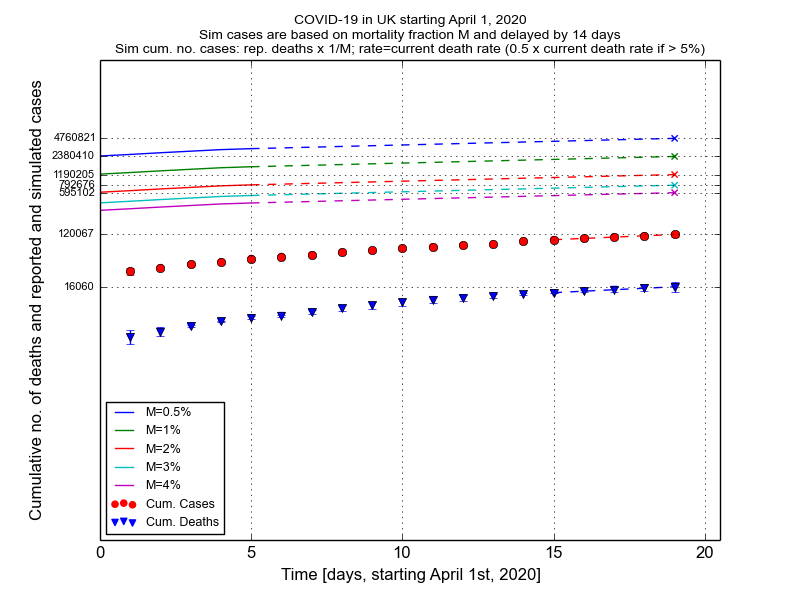 COVID-19 in UK starting April 1, 2020
Sim cases are based on mortality fraction M and delayed by 14 days
Sim cum. no. cases: rep. deaths x 1/M; rate=current death rate (0.5 x current death rate if > 5%)
Cumulative no. of deaths and reported and simulated cases
4760821
2380410
1190205
792676
595102
120067
16060
M=0.5%
M=1%
M=2%
M=3%
M=4%
Cum. Cases
Cum. Deaths
0
5
10
15
20
Time [days, starting April 1st, 2020]